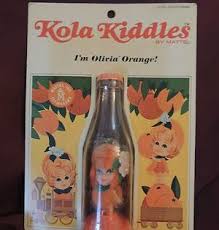 Kola Kiddles
BY MATTEL
I'm Olivia Orange!